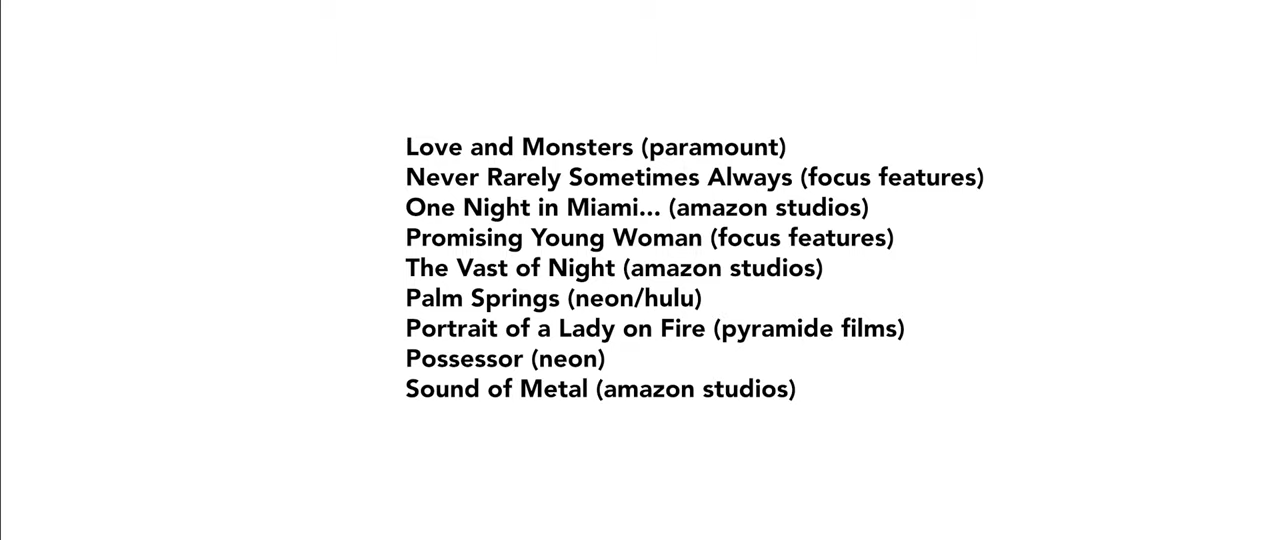 Love and Monsters (paramount)
Never Rarely Sometimes Always (focus features)
One Night in Miami... (amazon studios)
Promising Young Woman (focus features)
The Vast of Night (amazon studios)
Palm Springs (neon/hulu)
Portrait of a Lady on Fire (pyramide films)
Possessor (neon)
Sound of Metal (amazon studios)